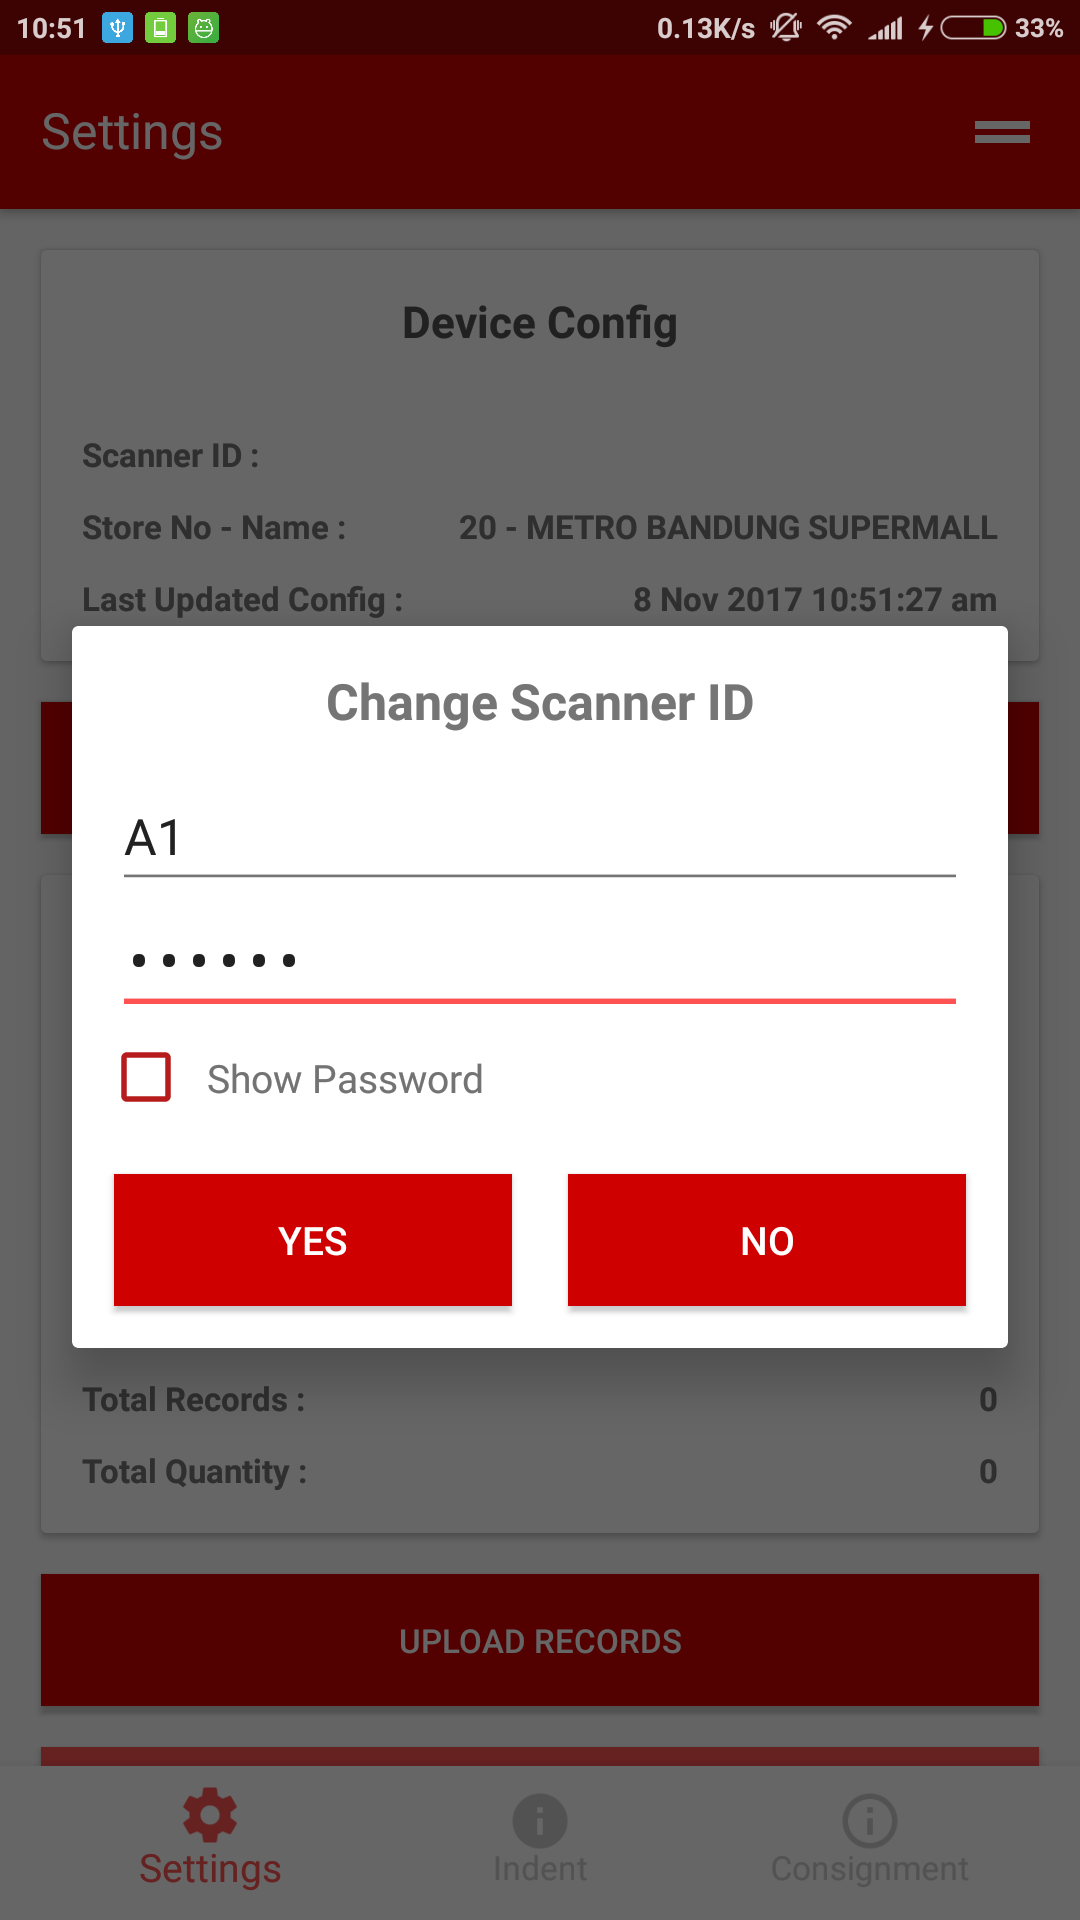 10:51 0.13K/s 33%
Settings
Device Config
Scanner ID :
Store No - Name : 20 - METRO BANDUNG SUPERMALL
Last Updated Config : 8 Nov 2017 10:51:27 am
Change Scanner ID
A1
••••••
Show Password
YES NO
Total Records : 0
Total Quantity : 0
UPLOAD RECORDS
Settings Indent Consignment